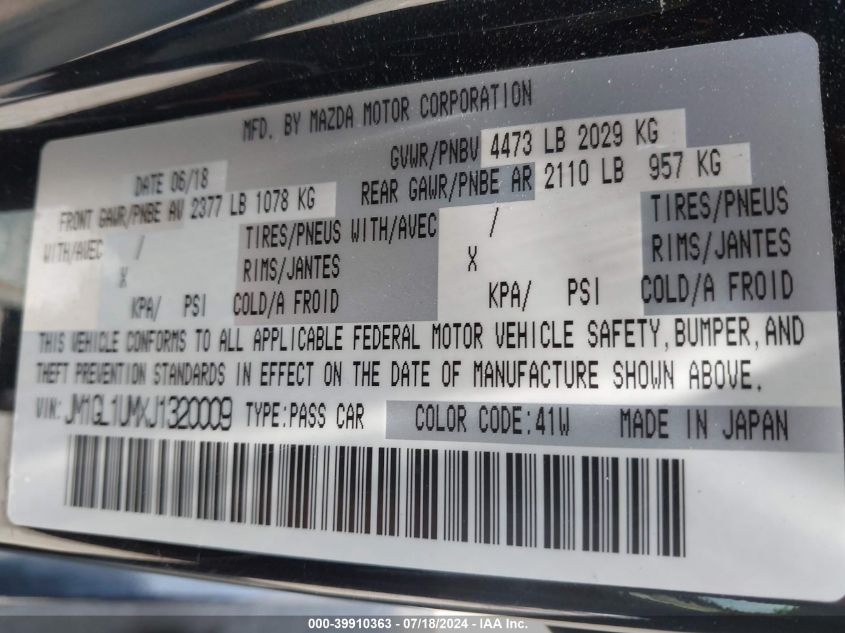 MFD. BY MAZDA MOTOR CORPORATION
DATE 06/18 GVWR/PNBV 4473 LB 2029 KG
FRONT GAWR/PNBE AV 2377 LB 1078 KG REAR GAWR/PNBE AR 2110 LB 957 KG
WITH/AVEC / TIRES/PNEUS WITH/AVEC / TIRES/PNEUS
X RIMS/JANTES X RIMS/JANTES
KPA/ PSI COLD/A FROID KPA/ PSI COLD/A FROID
THIS VEHICLE CONFORMS TO ALL APPLICABLE FEDERAL MOTOR VEHICLE SAFETY, BUMPER, AND
THEFT PREVENTION STANDARDS IN EFFECT ON THE DATE OF MANUFACTURE SHOWN ABOVE.
VIN: JM1GL1UMXJ1320009 TYPE:PASS CAR COLOR CODE:41W MADE IN JAPAN
000-39910363 - 07/18/2024 - IAA, Inc.